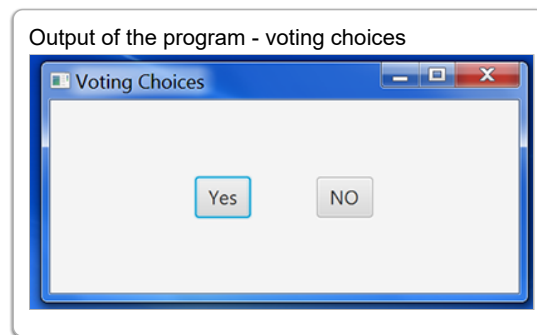 Output of the program - voting choices
Voting Choices
Yes NO